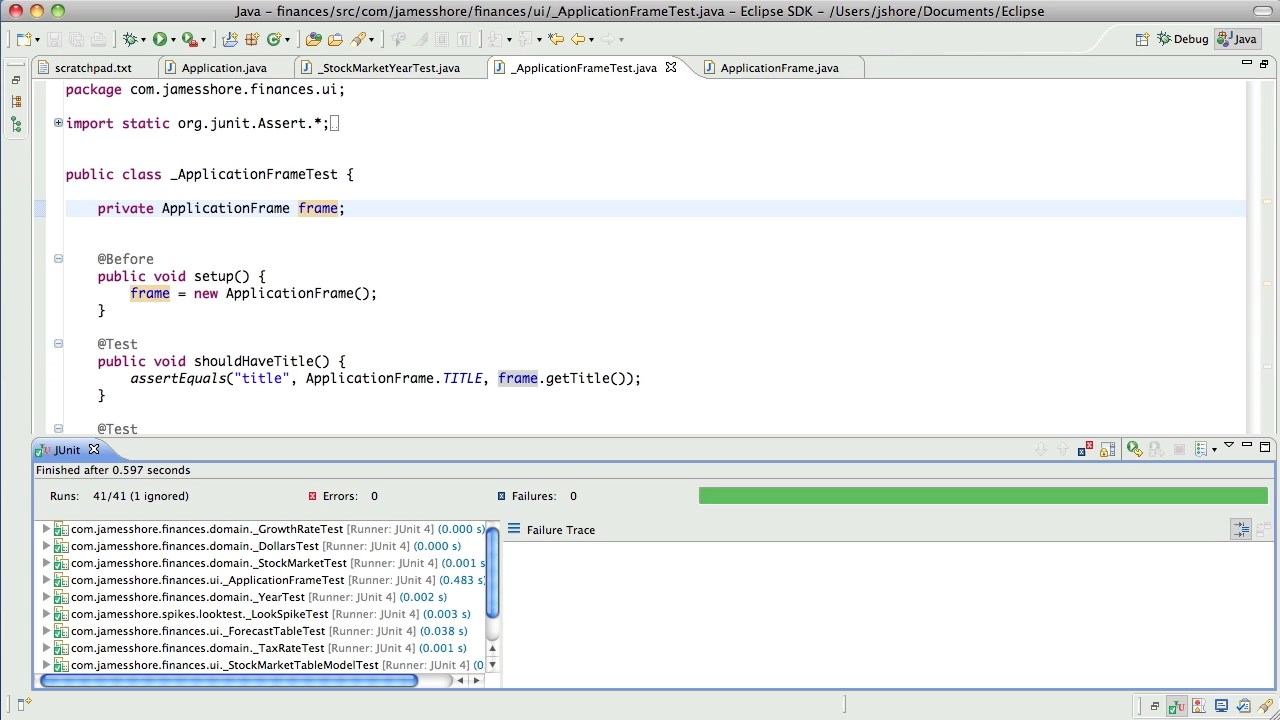 Java – finances/src/com/jamesshore/finances/ui/_ApplicationFrameTest.java – Eclipse SDK – /Users/jshore/Documents/Eclipse
Debug Java
scratchpad.txt Application.java _StockMarketYearTest.java _ApplicationFrameTest.java ApplicationFrame.java
package com.jamesshore.finances.ui;
import static org.junit.Assert.*;
public class _ApplicationFrameTest {
private ApplicationFrame frame;
@Before
public void setup() {
frame = new ApplicationFrame();
}
@Test
public void shouldHaveTitle() {
assertEquals("title", ApplicationFrame.TITLE, frame.getTitle());
}
@Test
JUnit
Finished after 0.597 seconds
Runs: 41/41 (1 ignored) Errors: 0 Failures: 0
com.jamesshore.finances.domain._GrowthRateTest [Runner: JUnit 4] (0.000 s)
Failure Trace
com.jamesshore.finances.domain._DollarsTest [Runner: JUnit 4] (0.000 s)
com.jamesshore.finances.domain._StockMarketTest [Runner: JUnit 4] (0.001 s
com.jamesshore.finances.ui._ApplicationFrameTest [Runner: JUnit 4] (0.483 s
com.jamesshore.finances.domain._YearTest [Runner: JUnit 4] (0.002 s)
com.jamesshore.spikes.looktest._LookSpikeTest [Runner: JUnit 4] (0.003 s)
com.jamesshore.finances.ui._ForecastTableTest [Runner: JUnit 4] (0.038 s)
com.jamesshore.finances.domain._TaxRateTest [Runner: JUnit 4] (0.001 s)
com.jamesshore.finances.ui._StockMarketTableModelTest [Runner: JUnit 4] (0